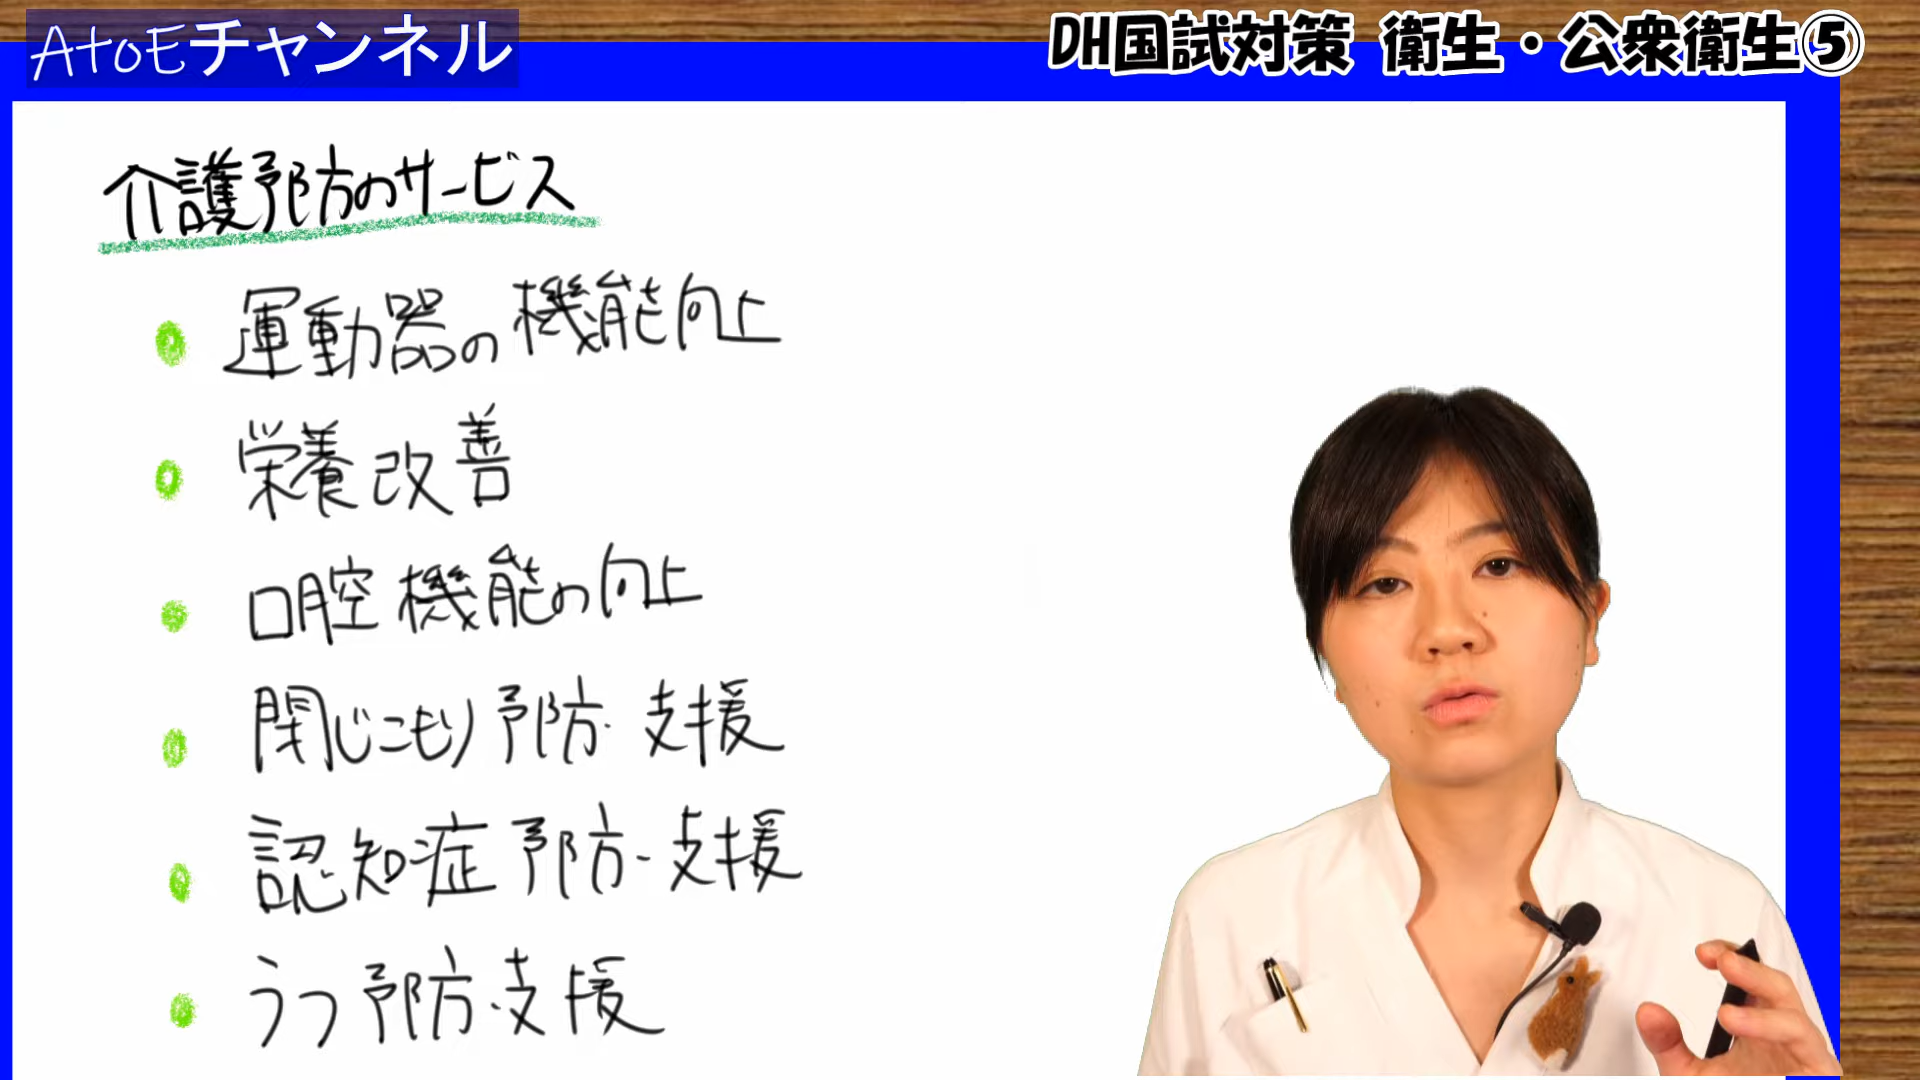 AtoEチャンネル
DH国試対策 衛生・公衆衛生⑤
介護予防のサービス
運動器の機能向上
栄養改善
口腔機能の向上
閉じこもり予防・支援
認知症予防・支援
うつ予防・支援